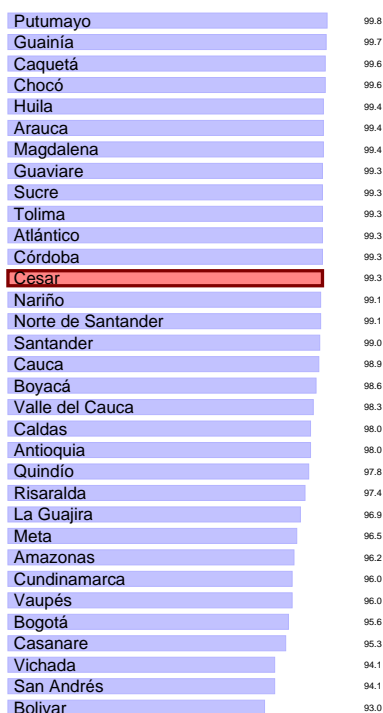 Putumayo 99.8
Guainía 99.7
Caquetá 99.6
Chocó 99.6
Huila 99.4
Arauca 99.4
Magdalena 99.4
Guaviare 99.3
Sucre 99.3
Tolima 99.3
Atlántico 99.3
Córdoba 99.3
Cesar 99.3
Nariño 99.1
Norte de Santander 99.1
Santander 99.0
Cauca 98.9
Boyacá 98.6
Valle del Cauca 98.3
Caldas 98.0
Antioquia 98.0
Quindío 97.8
Risaralda 97.4
La Guajira 96.9
Meta 96.5
Amazonas 96.2
Cundinamarca 96.0
Vaupés 96.0
Bogotá 95.6
Casanare 95.3
Vichada 94.1
San Andrés 94.1
Bolivar 93.0